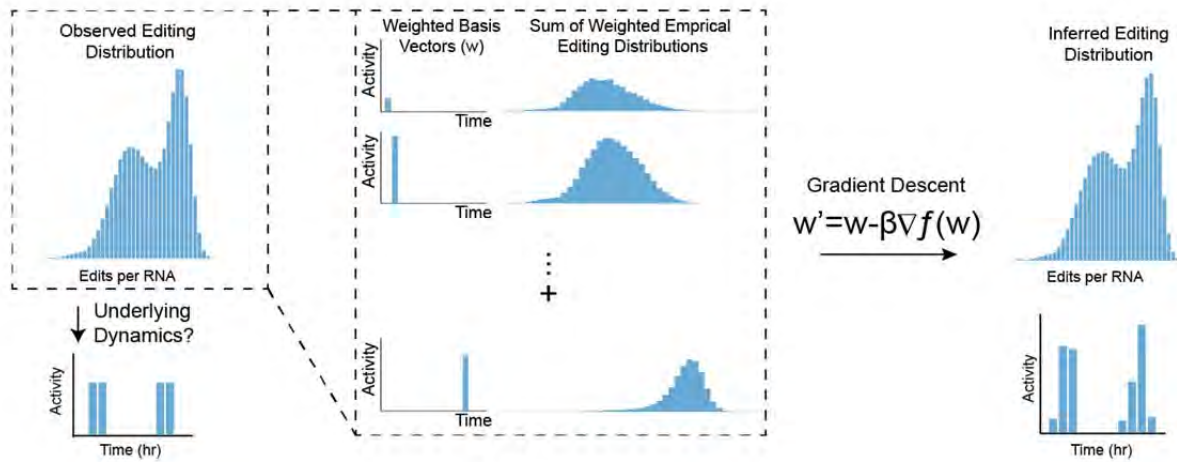 Observed Editing
Distribution
Edits per RNA
Underlying
Dynamics?
Activity
Time (hr)
Weighted Basis
Vectors (w)
Sum of Weighted Emprical
Editing Distributions
Activity
Time
Activity
Time
+
Activity
Time
Gradient Descent
w'=w-β∇f(w)
Inferred Editing
Distribution
Edits per RNA
Activity
Time (hr)